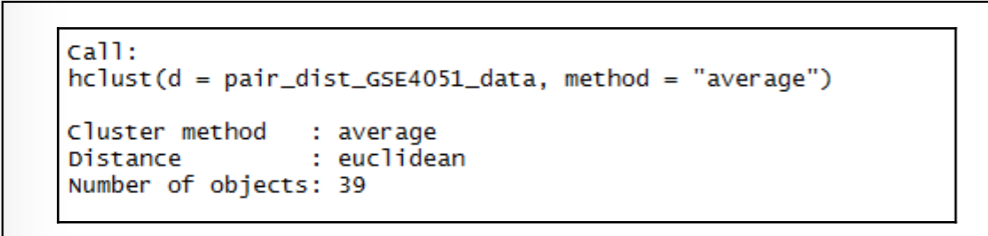 Call:
hclust(d = pair_dist_GSE4051_data, method = "average")
Cluster method   : average
Distance         : euclidean
Number of objects: 39